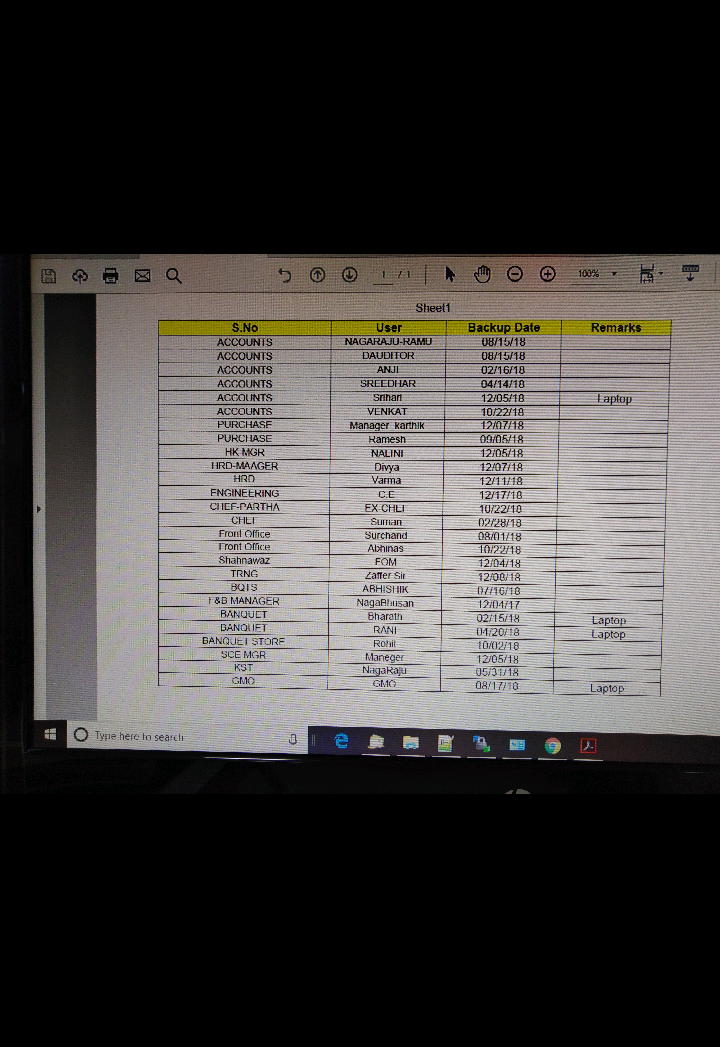 1 / 1 100%
Sheet1
S.No User Backup Date Remarks
ACCOUNTS NAGARAJU-RAMU 08/15/18
ACCOUNTS DAUDITOR 08/15/18
ACCOUNTS ANJI 02/16/18
ACCOUNTS SREEDHAR 04/14/18
ACCOUNTS Srihari 12/05/18 Laptop
ACCOUNTS VENKAT 10/22/18
PURCHASE Manager karthik 12/07/18
PURCHASE Ramesh 09/05/18
HK MGR NALINI 12/05/18
HRD-MAAGER Divya 12/07/18
HRD Varma 12/11/18
ENGINEERING C.E 12/17/18
CHEF-PARTHA EX-CHEF 10/22/18
CHEF Suman 02/28/18
Front Office Surchand 08/01/18
Front Office Abhinas 10/22/18
Shahnawaz FOM 12/04/18
TRNG Zaffer Sir 12/08/18
BQTS ABHISHIK 07/16/18
F&B MANAGER NagaBhusan 12/04/17
BANQUET Bharath 02/15/18 Laptop
BANQUET RANI 04/20/18 Laptop
BANQUET STORE Rohit 10/02/18
SCE MGR Maneger 12/05/18
KST NagaRaju 05/31/18
GMO GMO 08/17/18 Laptop
Type here to search